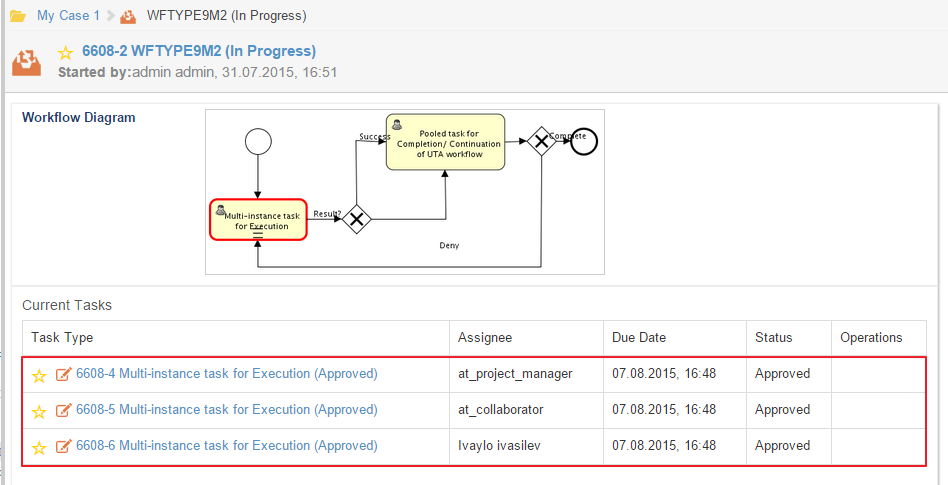 My Case 1 WFTYPE9M2 (In Progress)
6608-2 WFTYPE9M2 (In Progress)
Started by:admin admin, 31.07.2015, 16:51
Workflow Diagram
Success
Pooled task for
Completion/ Continuation
of UTA workflow
Complete
Multi-instance task
for Execution
Result?
Deny
Current Tasks
Task Type Assignee Due Date Status Operations
6608-4 Multi-instance task for Execution (Approved) at_project_manager 07.08.2015, 16:48 Approved
6608-5 Multi-instance task for Execution (Approved) at_collaborator 07.08.2015, 16:48 Approved
6608-6 Multi-instance task for Execution (Approved) Ivaylo ivasilev 07.08.2015, 16:48 Approved